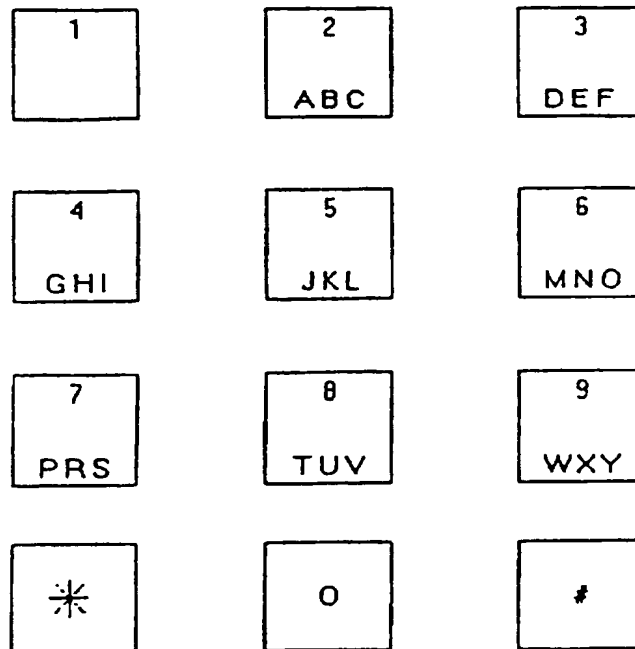 1 2 3
ABC DEF
4 5 6
GHI JKL MNO
7 8 9
PRS TUV WXY
* 0 #